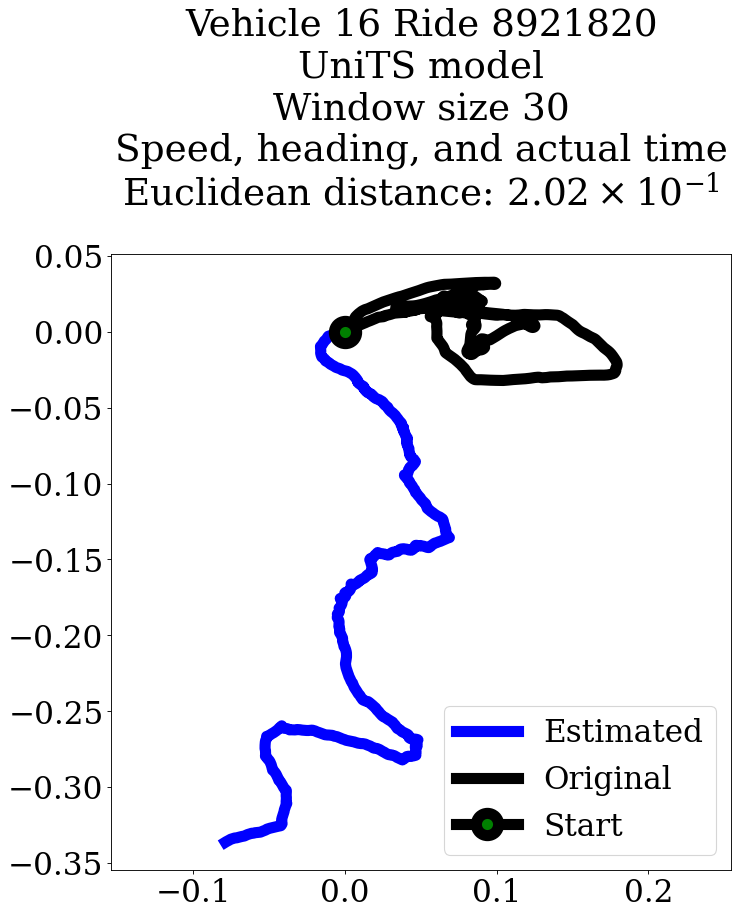 Vehicle 16 Ride 8921820
UniTS model
Window size 30
Speed, heading, and actual time
Euclidean distance: 2.02 × 10⁻¹
0.05
0.00
−0.05
−0.10
−0.15
−0.20
−0.25
−0.30
−0.35
−0.1
0.0
0.1
0.2
Estimated
Original
Start